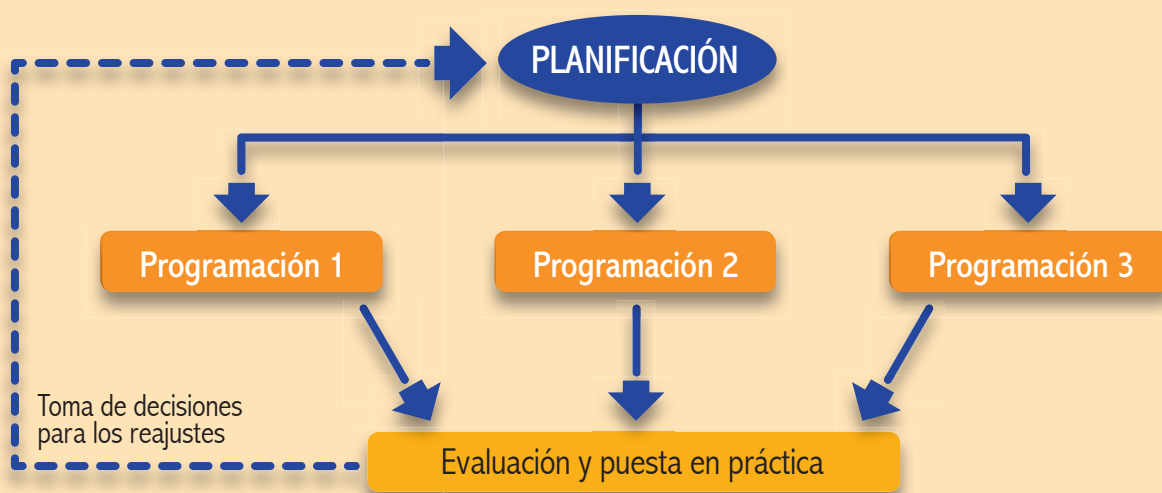 PLANIFICACIÓN
Programación 1
Programación 2
Programación 3
Toma de decisiones
para los reajustes
Evaluación y puesta en práctica